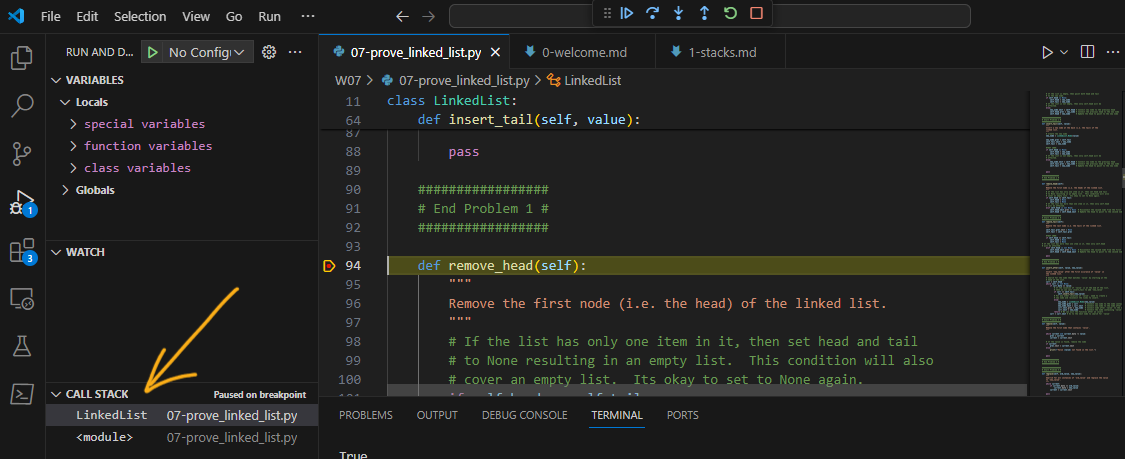 File Edit Selection View Go Run ···
RUN AND D... No Config ···
VARIABLES
Locals
special variables
function variables
class variables
Globals
WATCH
CALL STACK Paused on breakpoint
LinkedList 07-prove_linked_list.py
<module> 07-prove_linked_list.py
1
3
07-prove_linked_list.py 0-welcome.md 1-stacks.md
W07 > 07-prove_linked_list.py > LinkedList
11 class LinkedList:
64 def insert_tail(self, value):
87
88 pass
89
90 #################
91 # End Problem 1 #
92 #################
93
94 def remove_head(self):
95 """
96 Remove the first node (i.e. the head) of the linked list.
97 """
98 # If the list has only one item in it, then set head and tail
99 # to None resulting in an empty list. This condition will also
100 # cover an empty list. Its okay to set to None again.
PROBLEMS OUTPUT DEBUG CONSOLE TERMINAL PORTS
True